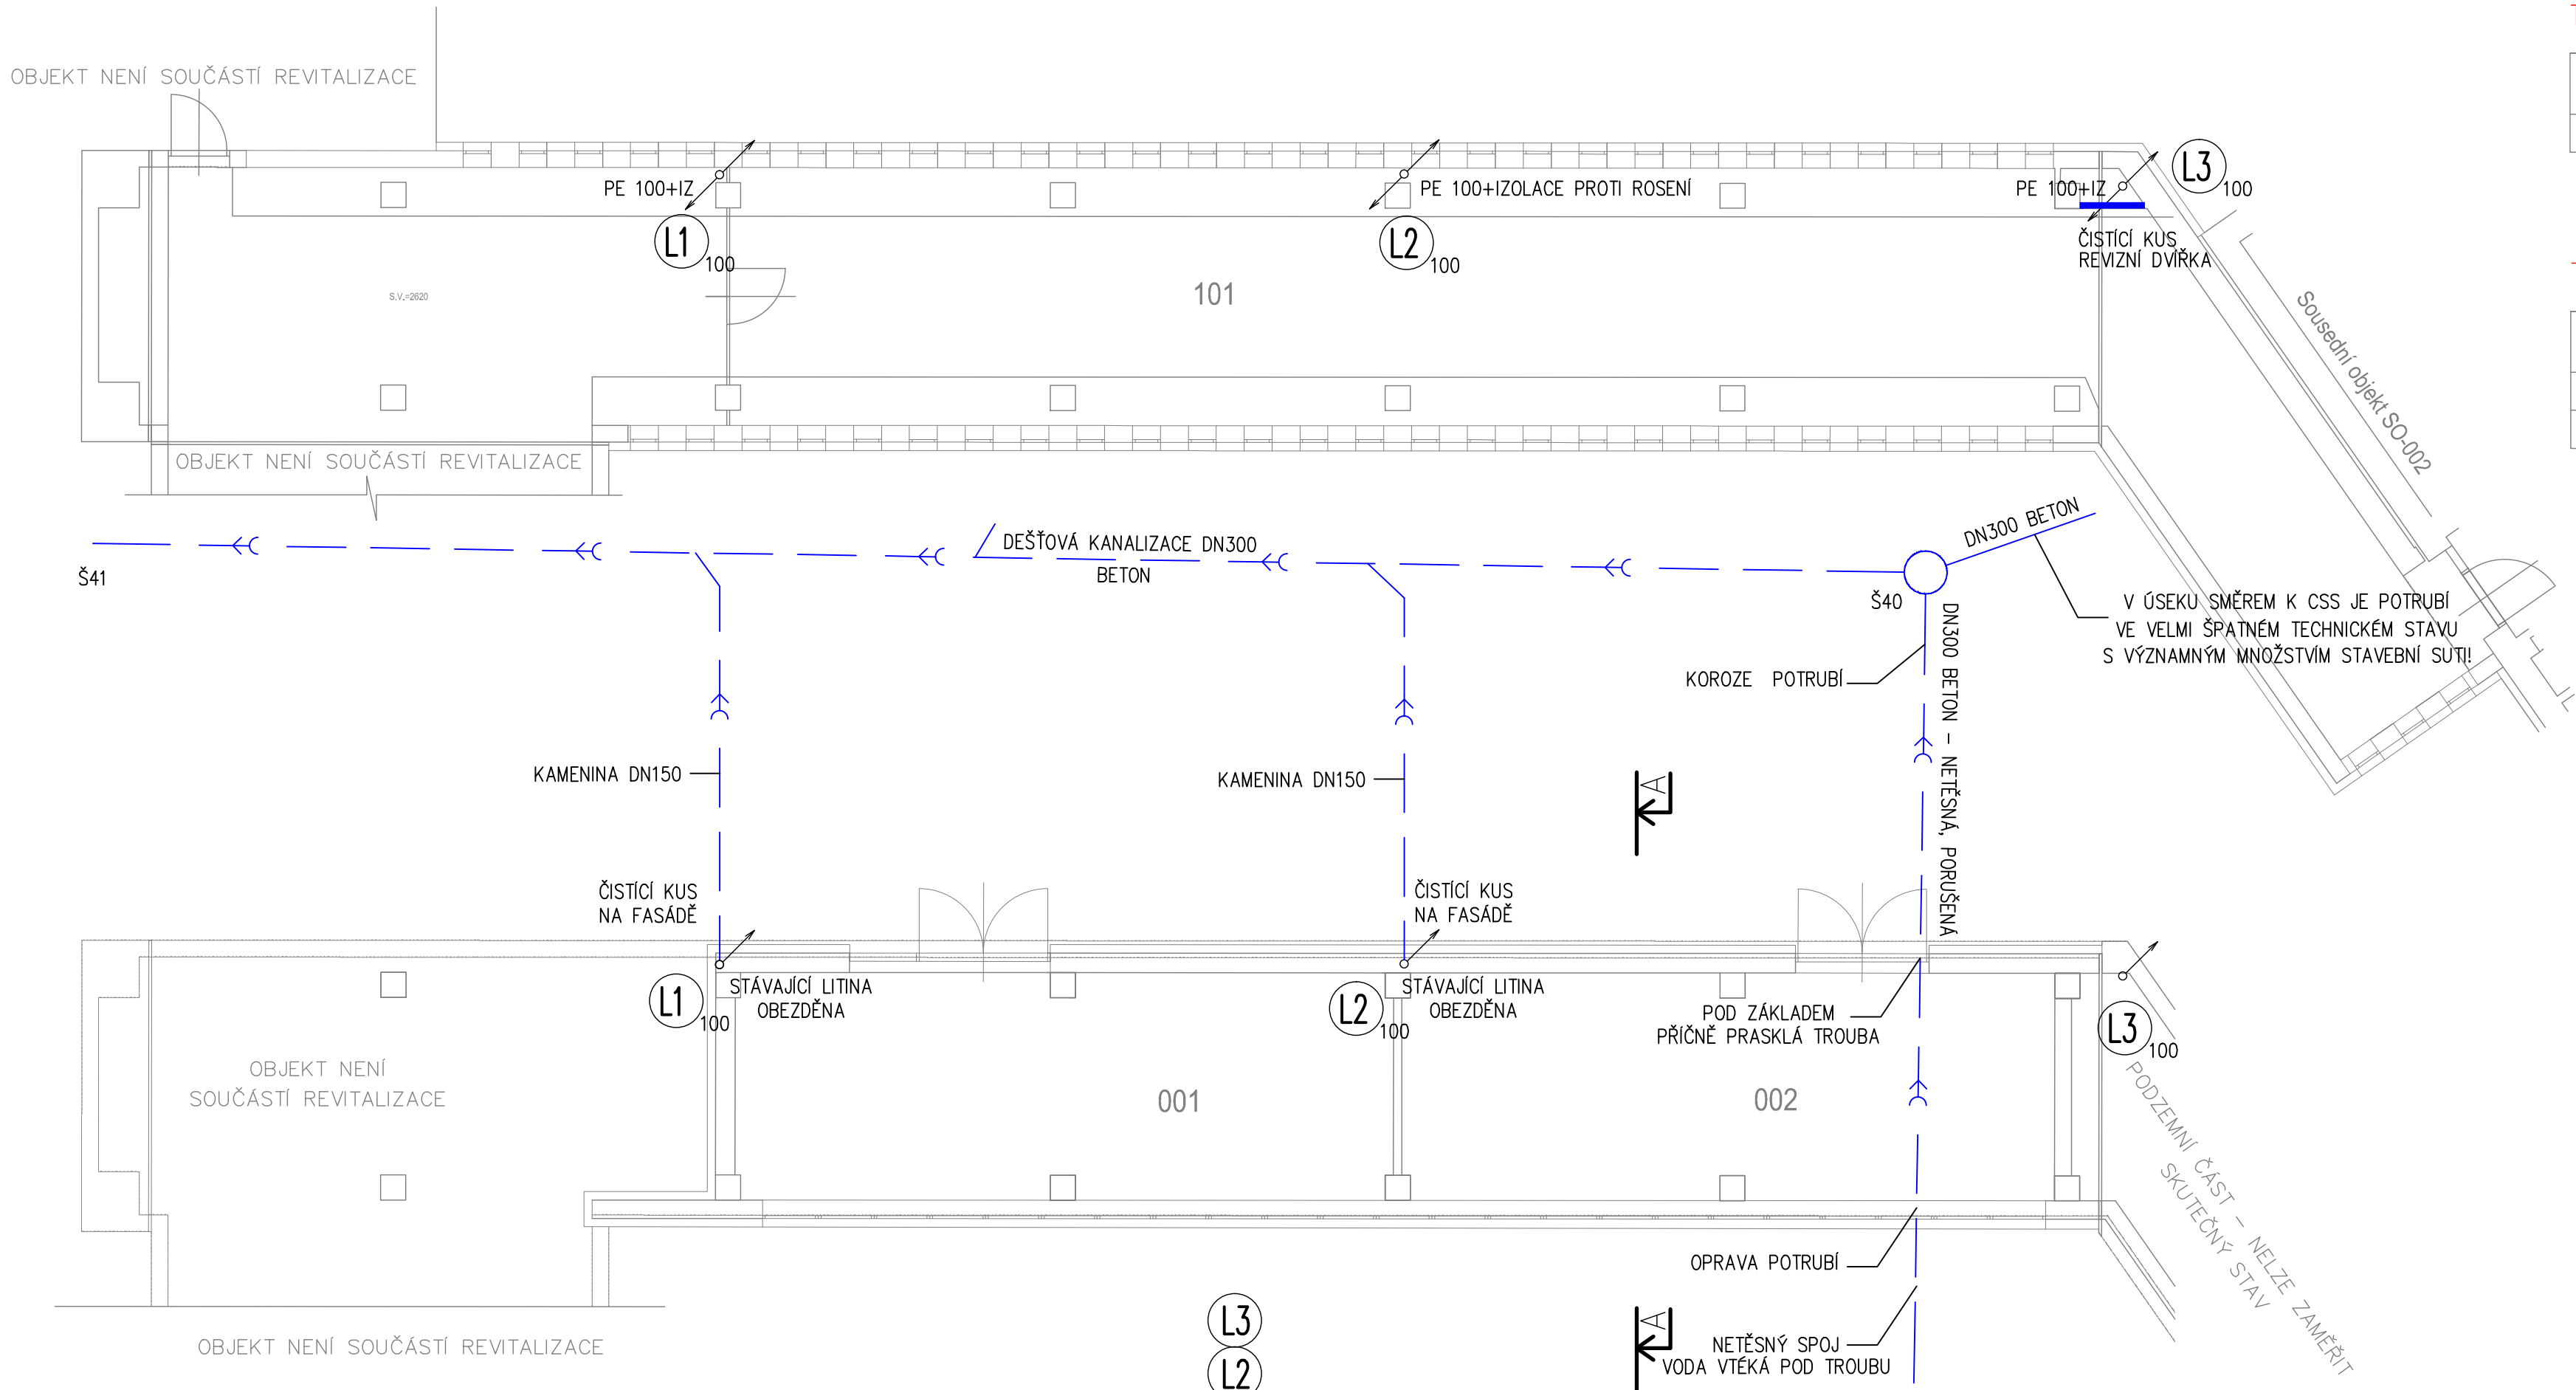 OBJEKT NENÍ SOUČÁSTÍ REVITALIZACE
PE 100+IZ
L1
100
PE 100+IZOLACE PROTI ROSENÍ
L2
100
PE 100+IZ
L3
100
ČISTÍCÍ KUS
REVIZNÍ DVÍŘKA
S.V.=2620
101
Sousední objekt SO-002
OBJEKT NENÍ SOUČÁSTÍ REVITALIZACE
Š41
DEŠŤOVÁ KANALIZACE DN300
BETON
DN300 BETON
Š40
V ÚSEKU SMĚREM K CSS JE POTRUBÍ
VE VELMI ŠPATNÉM TECHNICKÉM STAVU
S VÝZNAMNÝM MNOŽSTVÍM STAVEBNÍ SUTI!
KOROZE POTRUBÍ
DN300 BETON - NETĚSNÁ, PORUŠENÁ
KAMENINA DN150
KAMENINA DN150
A
ČISTÍCÍ KUS
NA FASÁDĚ
ČISTÍCÍ KUS
NA FASÁDĚ
L1
100
STÁVAJÍCÍ LITINA
OBEZDĚNA
L2
100
STÁVAJÍCÍ LITINA
OBEZDĚNA
POD ZÁKLADEM
PŘÍČNĚ PRASKLÁ TROUBA
L3
100
OBJEKT NENÍ
SOUČÁSTÍ REVITALIZACE
001
002
PODZEMNÍ ČÁST - NELZE ZAMĚŘIT
SKUTEČNÝ STAV
OPRAVA POTRUBÍ
OBJEKT NENÍ SOUČÁSTÍ REVITALIZACE
L3
L2
A
NETĚSNÝ SPOJ
VODA VTÉKÁ POD TROUBU